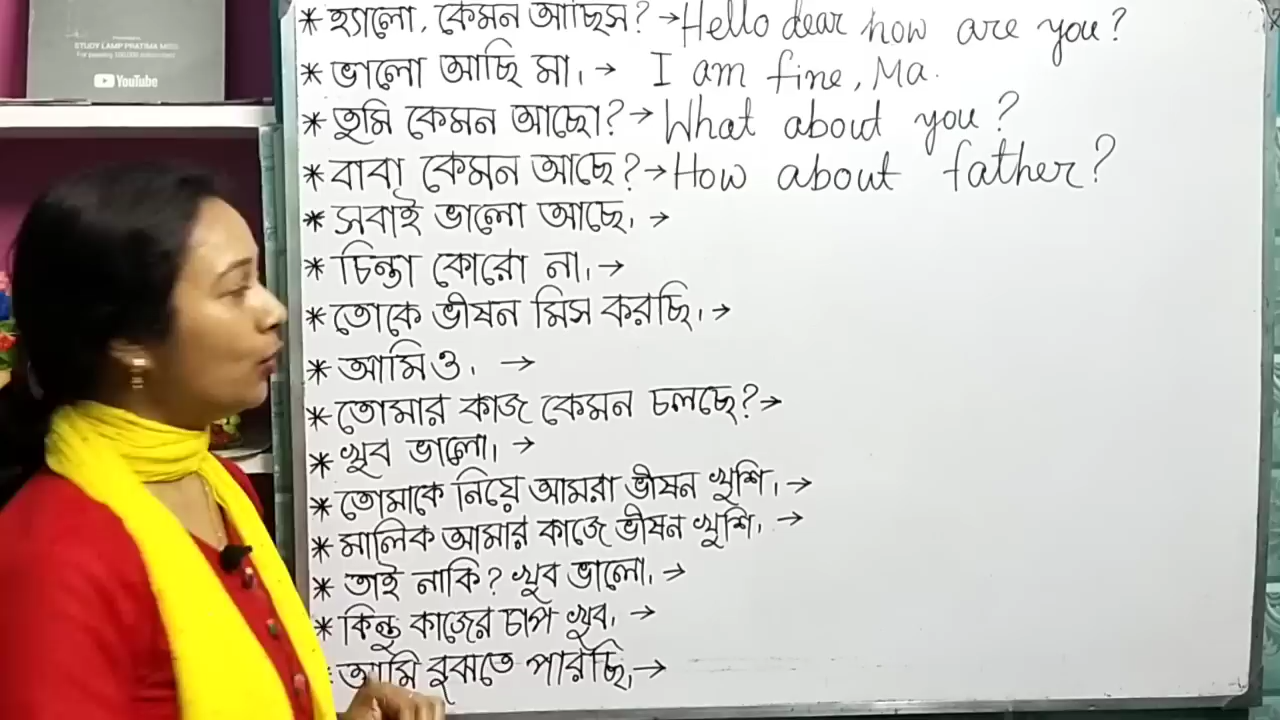 STUDY LAMP PRATIMA MISS
For passing 100,000 subscribers
YouTube
* হ্যালো, কেমন আছিস? → Hello dear how are you?
* ভালো আছি মা। → I am fine, Ma.
* তুমি কেমন আছো? → What about you?
* বাবা কেমন আছে? → How about father?
* সবাই ভালো আছে। →
* চিন্তা কোরো না। →
* তোকে ভীষন মিস করছি। →
* আমিও। →
* তোমার কাজ কেমন চলছে? →
* খুব ভালো। →
* তোমাকে নিয়ে আমরা ভীষন খুশি। →
* মালিক আমার কাজে ভীষন খুশি। →
* তাই নাকি? খুব ভালো। →
* কিন্তু কাজের চাপ খুব। →
* আমি বুঝতে পারছি। →